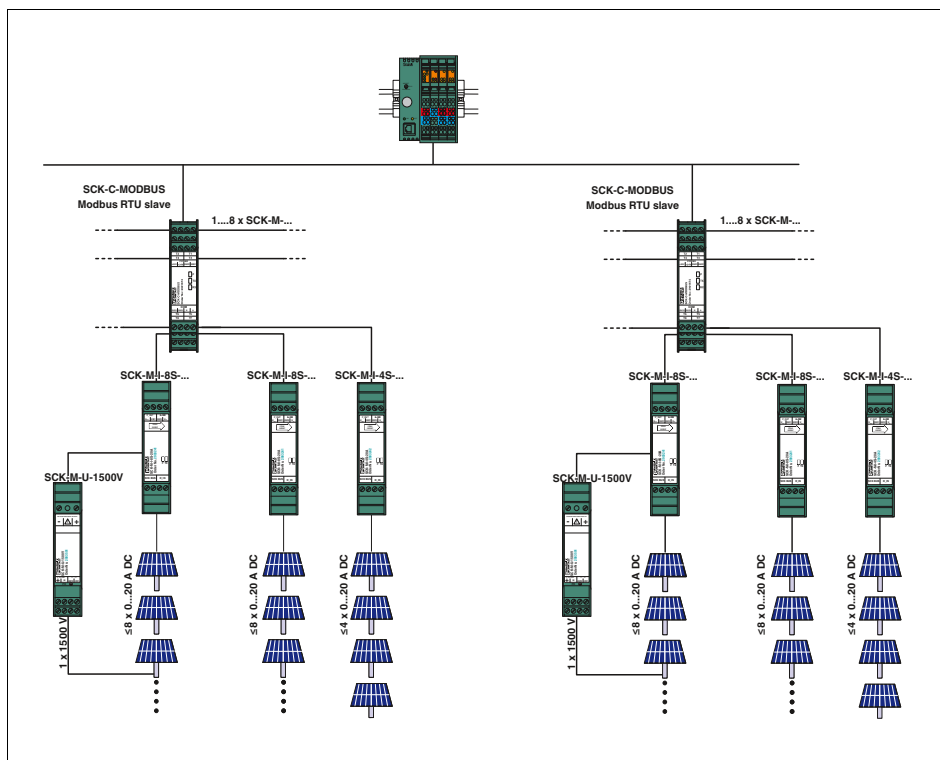 SCK-C-MODBUS
Modbus RTU slave
1....8 x SCK-M-...
SCK-M-I-8S-...
SCK-M-I-8S-...
SCK-M-I-4S-...
SCK-M-U-1500V
≤8 x 0...20 A DC
≤8 x 0...20 A DC
≤4 x 0...20 A DC
1 x 1500 V
SCK-C-MODBUS
Modbus RTU slave
1....8 x SCK-M-...
SCK-M-I-8S-...
SCK-M-I-8S-...
SCK-M-I-4S-...
SCK-M-U-1500V
≤8 x 0...20 A DC
≤8 x 0...20 A DC
≤4 x 0...20 A DC
1 x 1500 V